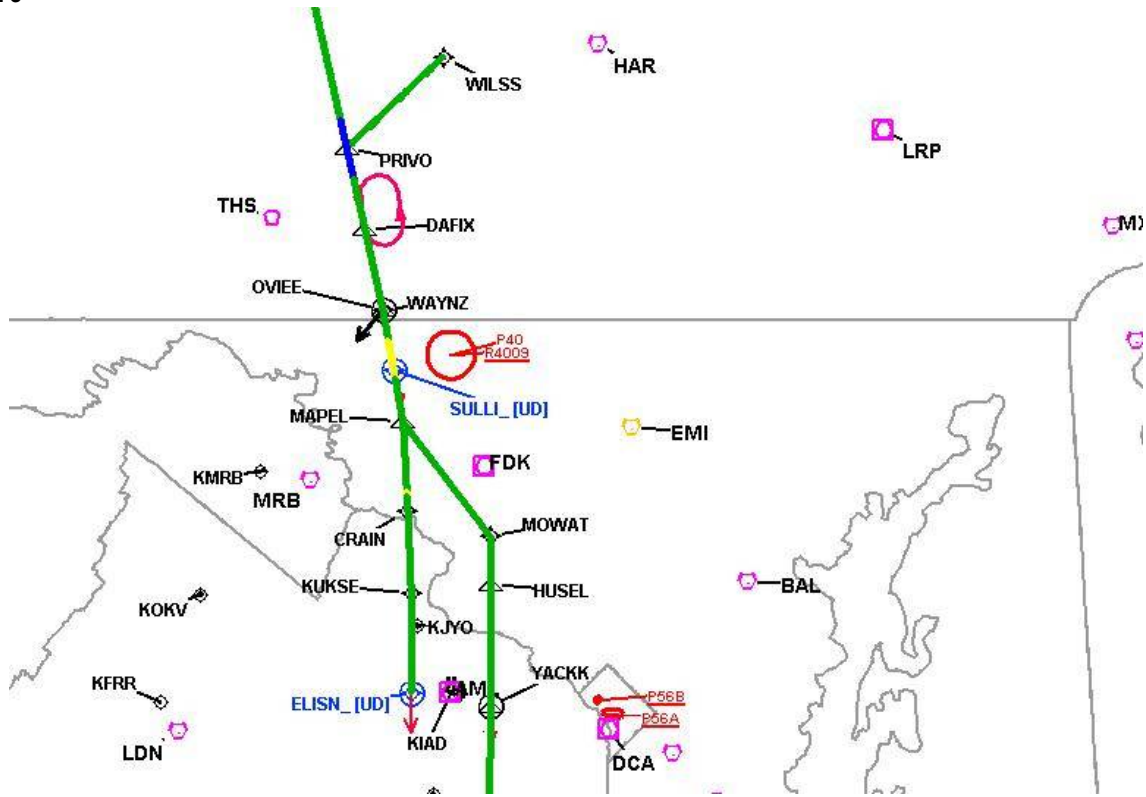 HAR
WILSS
LRP
PRIVO
THS
DAFIX
MX
OVIEE
WAYNZ
P40
R4009
SULLI_ [UD]
MAPEL
EMI
FDK
KMRB
MRB
MOWAT
CRAIN
KUKSE
HUSEL
BAL
KOKV
KJYO
YACKK
KFRR
ELISN_ [UD]
P56B
P56A
KIAD
LDN
DCA